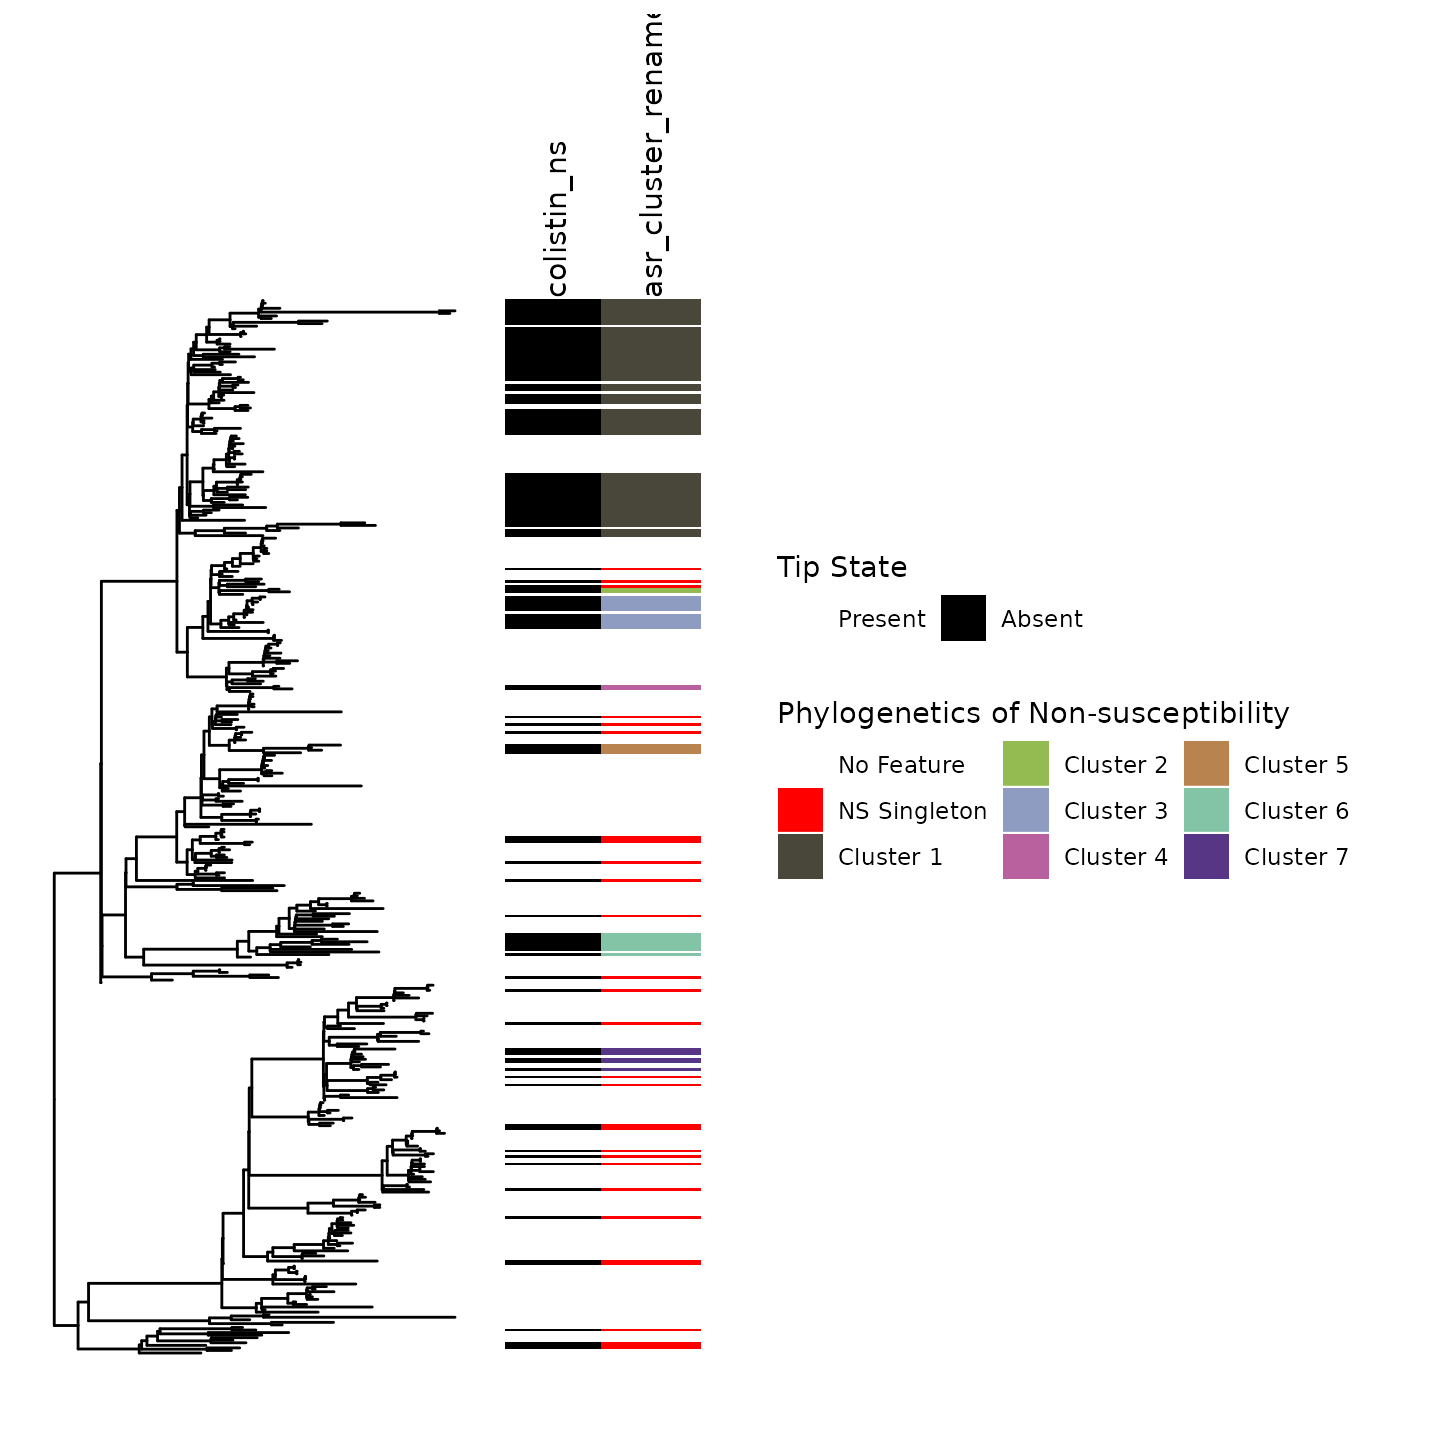 colistin_ns
asr_cluster_rename
Tip State
Present
Absent
Phylogenetics of Non-susceptibility
No Feature
Cluster 2
Cluster 5
NS Singleton
Cluster 3
Cluster 6
Cluster 1
Cluster 4
Cluster 7